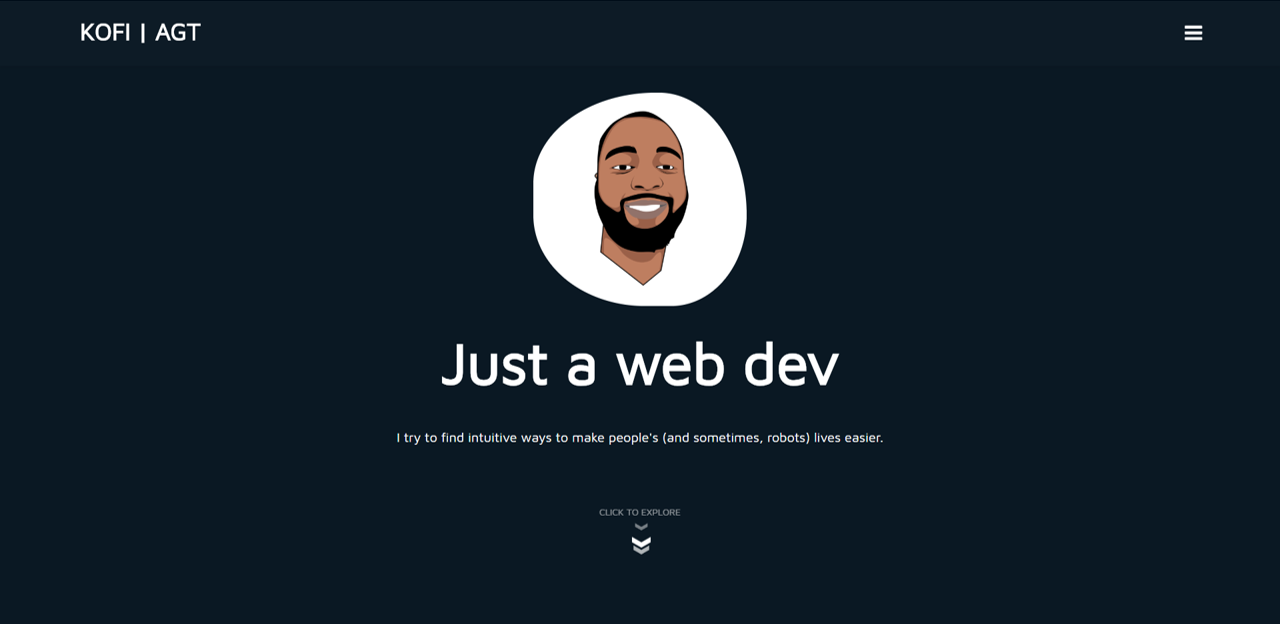 KOFI | AGT
Just a web dev
I try to find intuitive ways to make people's (and sometimes, robots) lives easier.
CLICK TO EXPLORE